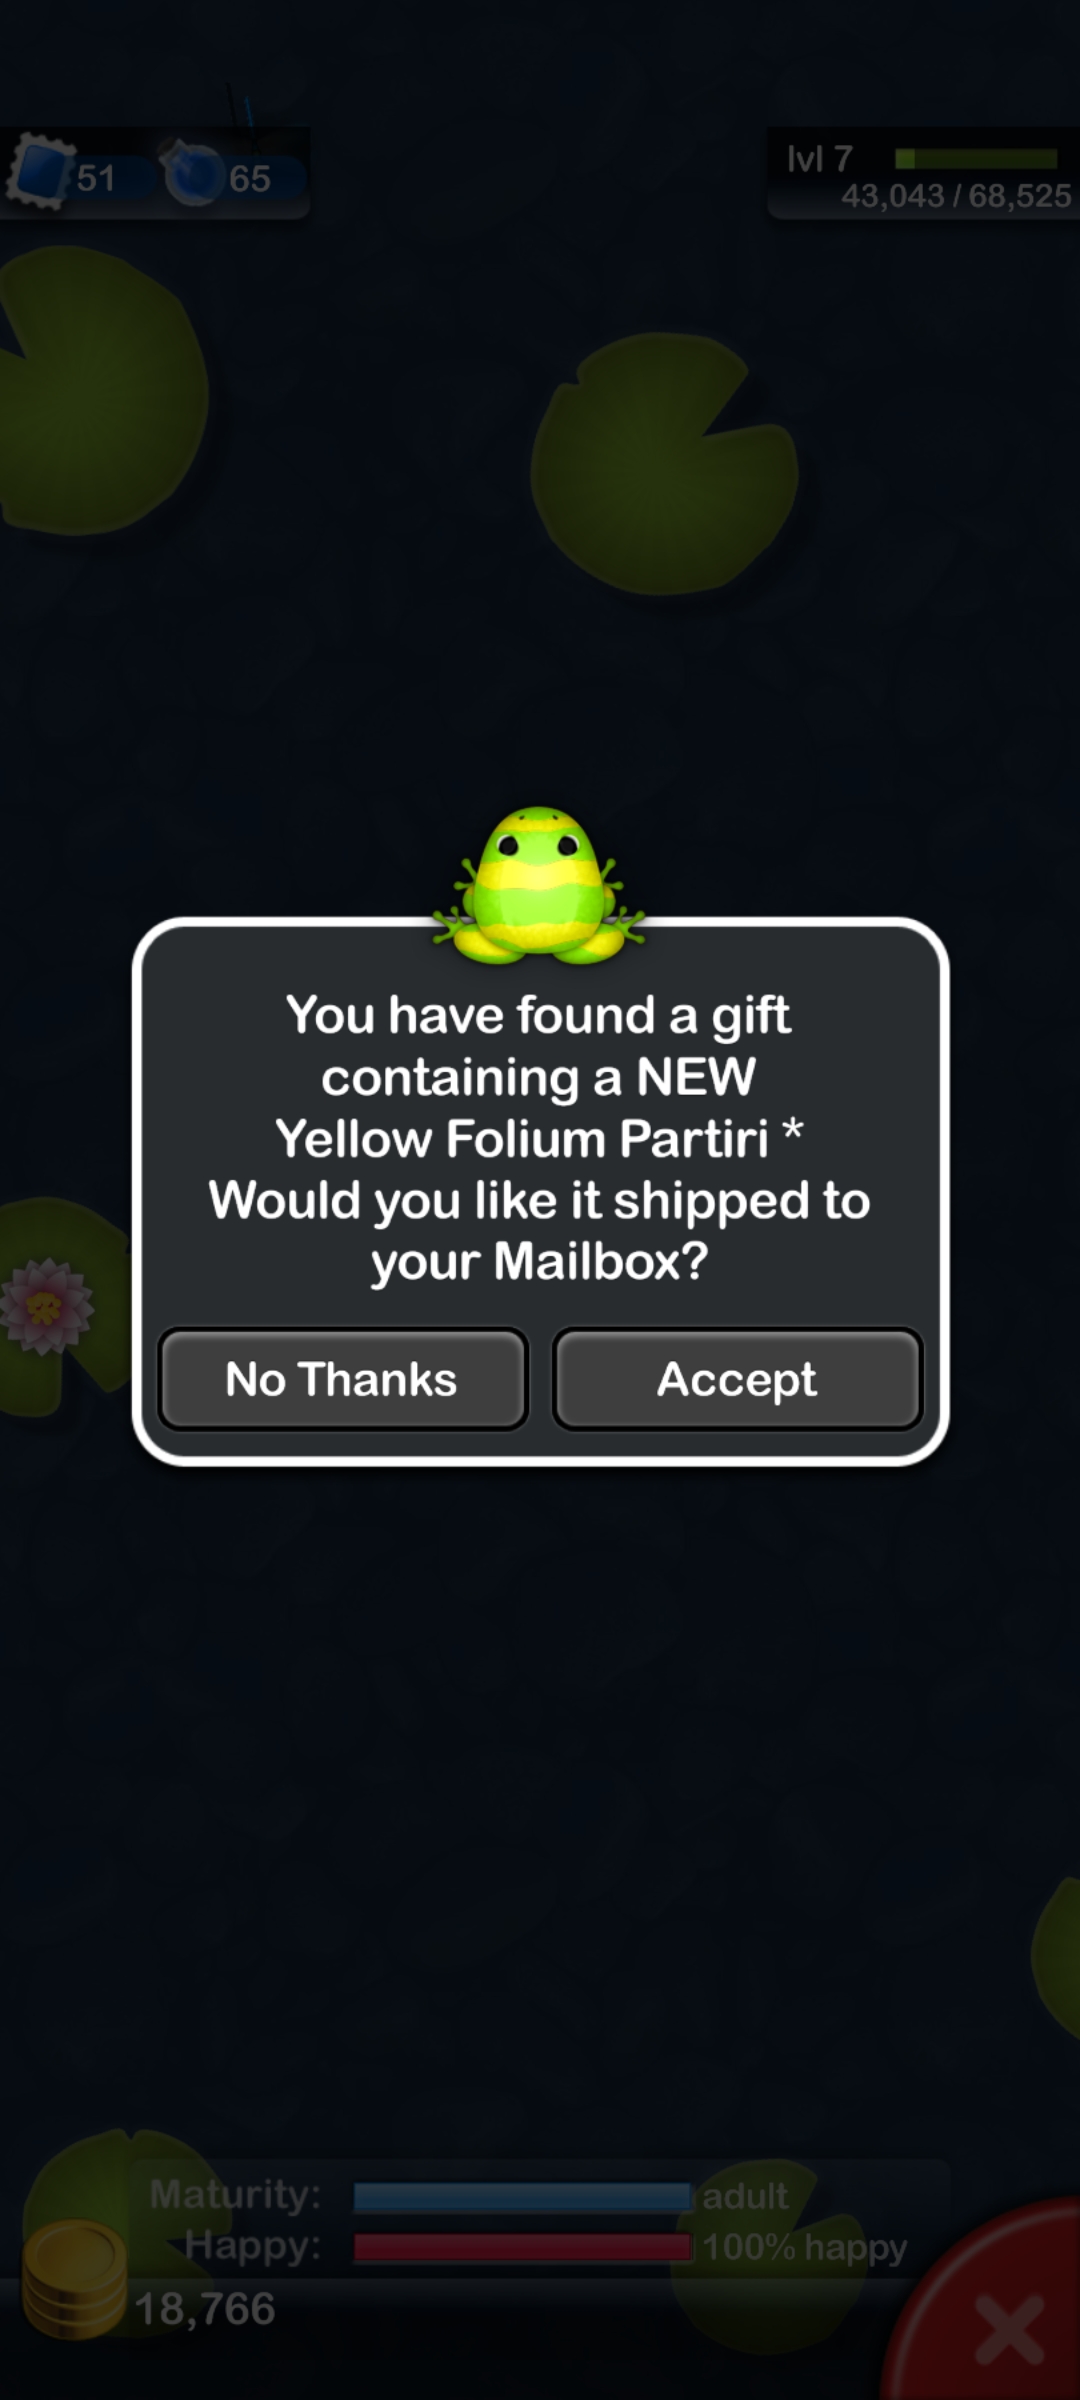 51 65
lvl 7
43,043 / 68,525
You have found a gift
containing a NEW
Yellow Folium Partiri *
Would you like it shipped to
your Mailbox?
No Thanks Accept
Maturity: adult
Happy: 100% happy
18,766